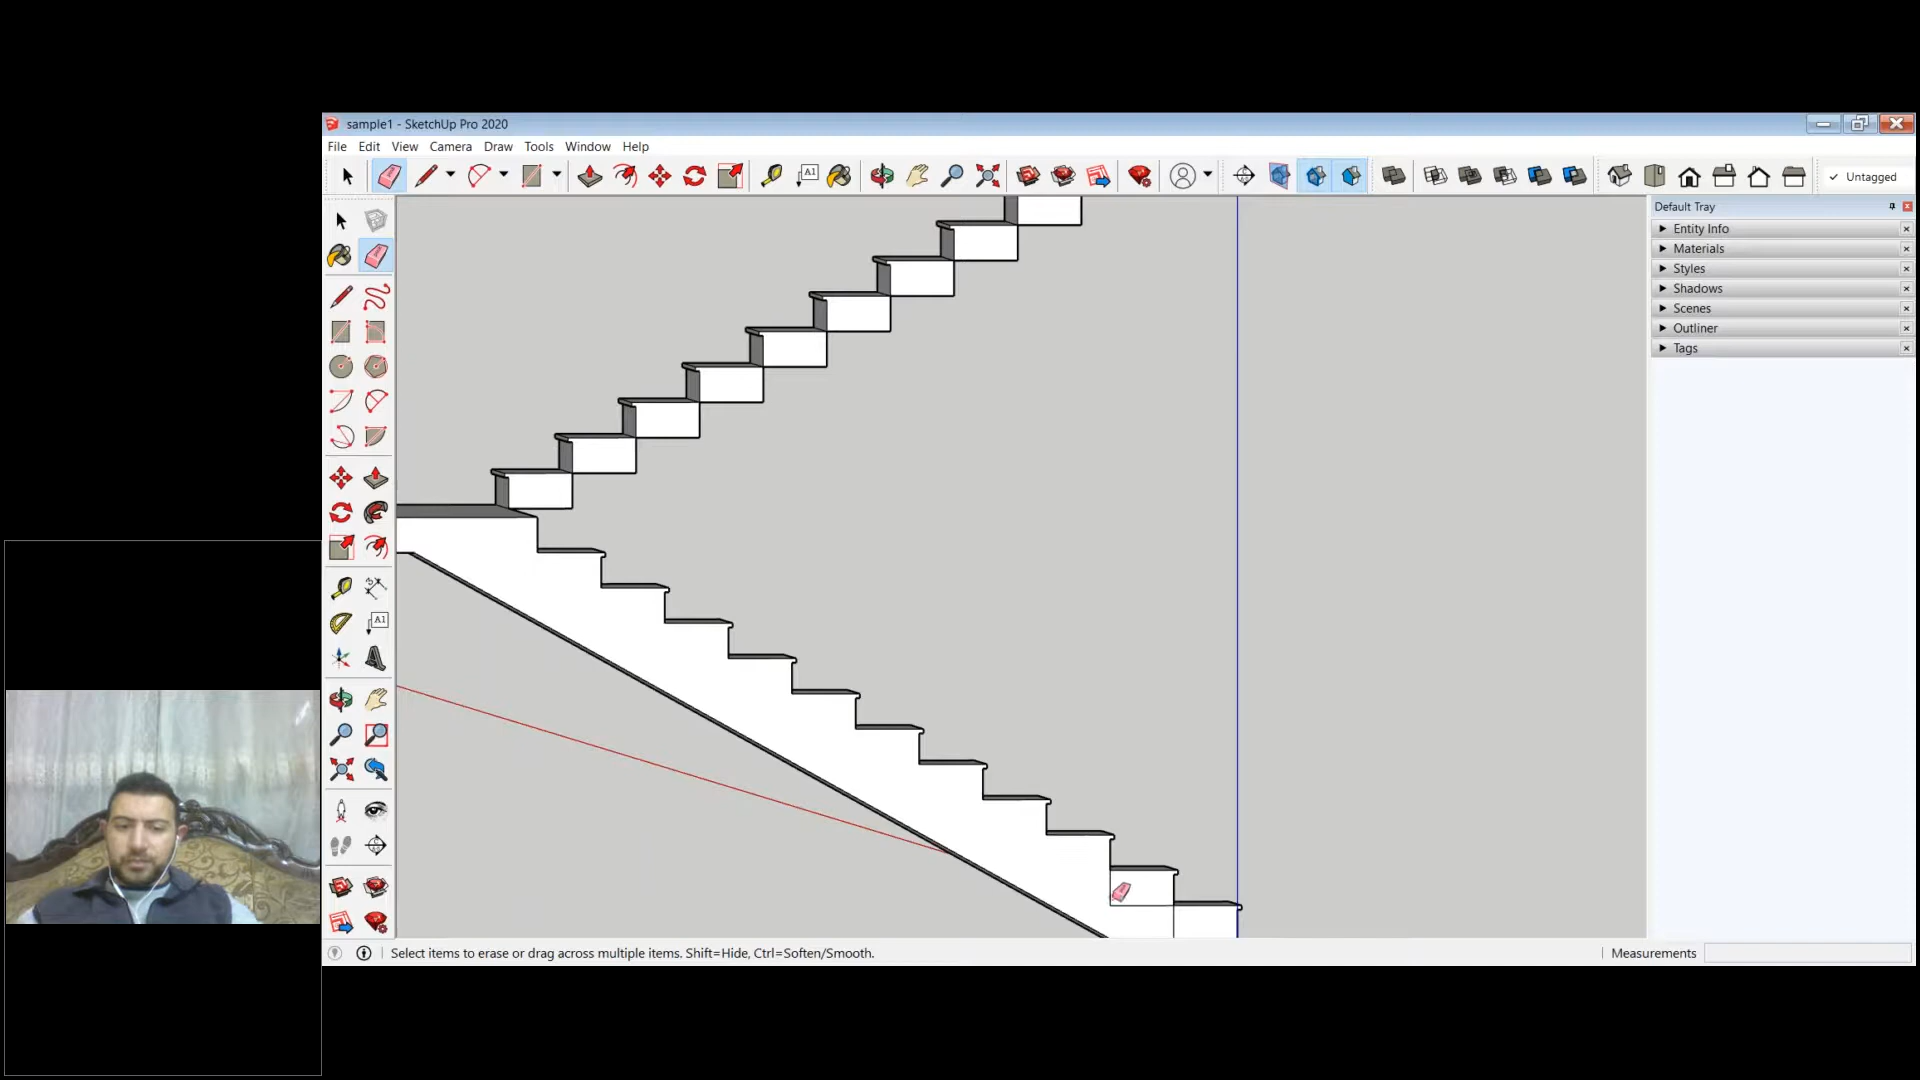 sample1 - SketchUp Pro 2020
File Edit View Camera Draw Tools Window Help
A1
Untagged
Default Tray
Entity Info
Materials
Styles
Shadows
Scenes
Outliner
Tags
A1
Select items to erase or drag across multiple items. Shift=Hide, Ctrl=Soften/Smooth.
Measurements